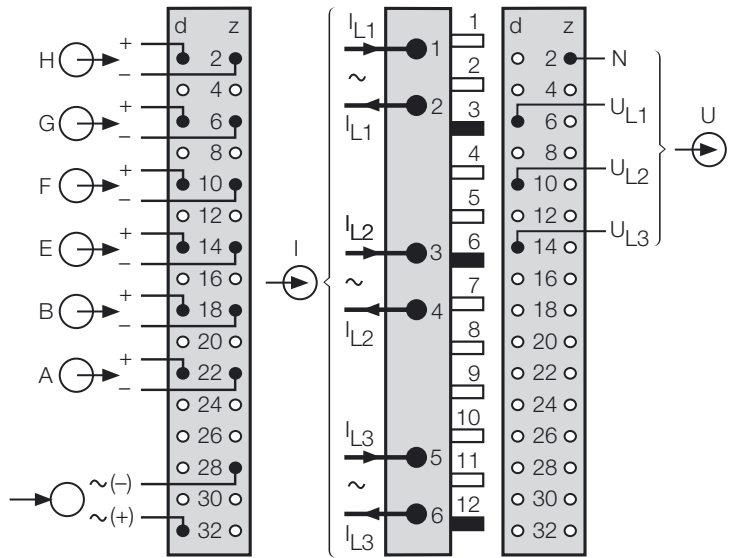 d z
H + −
2
4
G + −
6
8
F + −
10
12
E + −
14
16
B + −
18
20
A + −
22
24
26
28
∼(−)
30
∼(+)
32
I
IL1
1
∼
2
IL1
IL2
3
∼
4
IL2
IL3
5
∼
6
IL3
1
2
3
4
5
6
7
8
9
10
11
12
d z
2 N
4
UL1
6
8
UL2
10
12
UL3
14
16
18
20
22
24
26
28
30
32
U